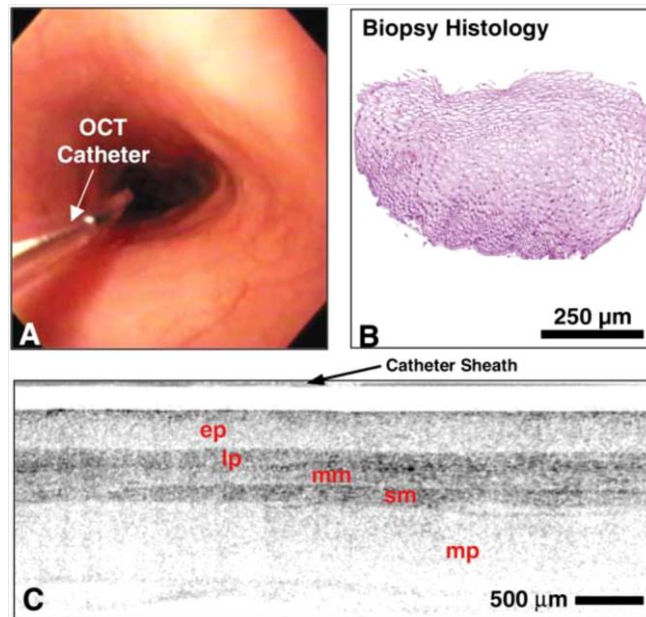 OCT
Catheter
A
Biopsy Histology
B
250 µm
Catheter Sheath
ep
lp
mm
sm
mp
C
500 µm